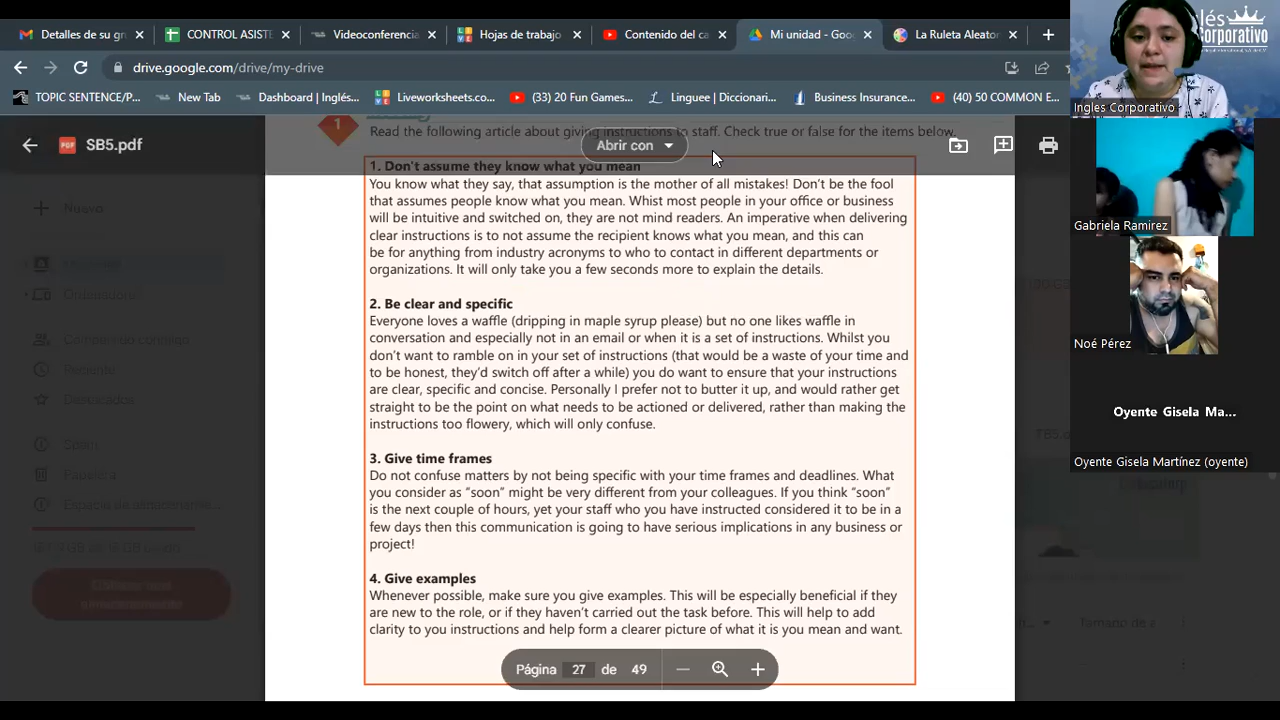 Detalles de su gr
CONTROL ASISTE
Videoconferencia
Hojas de trabajo
Contenido del ca
Mi unidad - Goo
La Ruleta Aleator
drive.google.com/drive/my-drive
TOPIC SENTENCE/P...
New Tab
Dashboard | Inglés...
Liveworksheets.co...
(33) 20 Fun Games...
Linguee | Diccionari...
Business Insurance...
(40) 50 COMMON E...
SB5.pdf
Abrir con
Nuevo
1
Read the following article about giving instructions to staff. Check true or false for the items below.
1. Don't assume they know what you mean
You know what they say, that assumption is the mother of all mistakes! Don't be the fool
that assumes people know what you mean. Whist most people in your office or business
will be intuitive and switched on, they are not mind readers. An imperative when delivering
clear instructions is to not assume the recipient knows what you mean, and this can
be for anything from industry acronyms to who to contact in different departments or
organizations. It will only take you a few seconds more to explain the details.
2. Be clear and specific
Everyone loves a waffle (dripping in maple syrup please) but no one likes waffle in
conversation and especially not in an email or when it is a set of instructions. Whilst you
don't want to ramble on in your set of instructions (that would be a waste of your time and
to be honest, they'd switch off after a while) you do want to ensure that your instructions
are clear, specific and concise. Personally I prefer not to butter it up, and would rather get
straight to be the point on what needs to be actioned or delivered, rather than making the
instructions too flowery, which will only confuse.
3. Give time frames
Do not confuse matters by not being specific with your time frames and deadlines. What
you consider as "soon" might be very different from your colleagues. If you think "soon"
is the next couple of hours, yet your staff who you have instructed considered it to be in a
few days then this communication is going to have serious implications in any business or
project!
4. Give examples
Whenever possible, make sure you give examples. This will be especially beneficial if they
are new to the role, or if they haven't carried out the task before. This will help to add
clarity to you instructions and help form a clearer picture of what it is you mean and want.
Página 27 de 49
lés
Corporativo
Ingles Corporativo
Gabriela Ramirez
Noé Pérez
Oyente Gisela Ma...
Oyente Gisela Martínez (oyente)